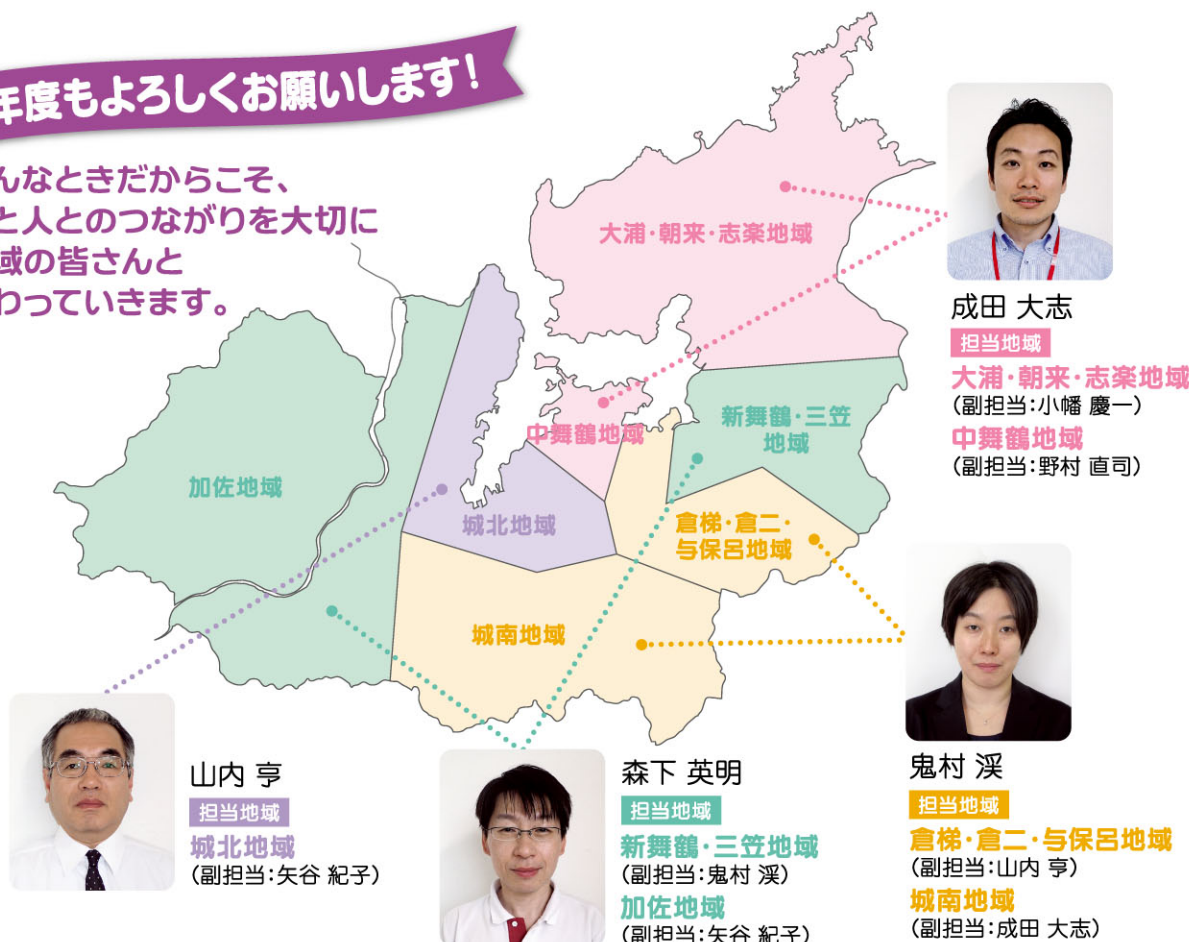 年度もよろしくお願いします!
んなときだからこそ、
と人とのつながりを大切に
域の皆さんと
わっていきます。
大浦・朝来・志楽地域
中舞鶴地域
新舞鶴・三笠
地域
加佐地域
城北地域
倉梯・倉二・
与保呂地域
城南地域
成田 大志
担当地域
大浦・朝来・志楽地域
(副担当:小幡 慶一)
中舞鶴地域
(副担当:野村 直司)
山内 亨
担当地域
城北地域
(副担当:矢谷 紀子)
森下 英明
担当地域
新舞鶴・三笠地域
(副担当:鬼村 渓)
加佐地域
(副担当:矢谷 紀子)
鬼村 渓
担当地域
倉梯・倉二・与保呂地域
(副担当:山内 亨)
城南地域
(副担当:成田 大志)